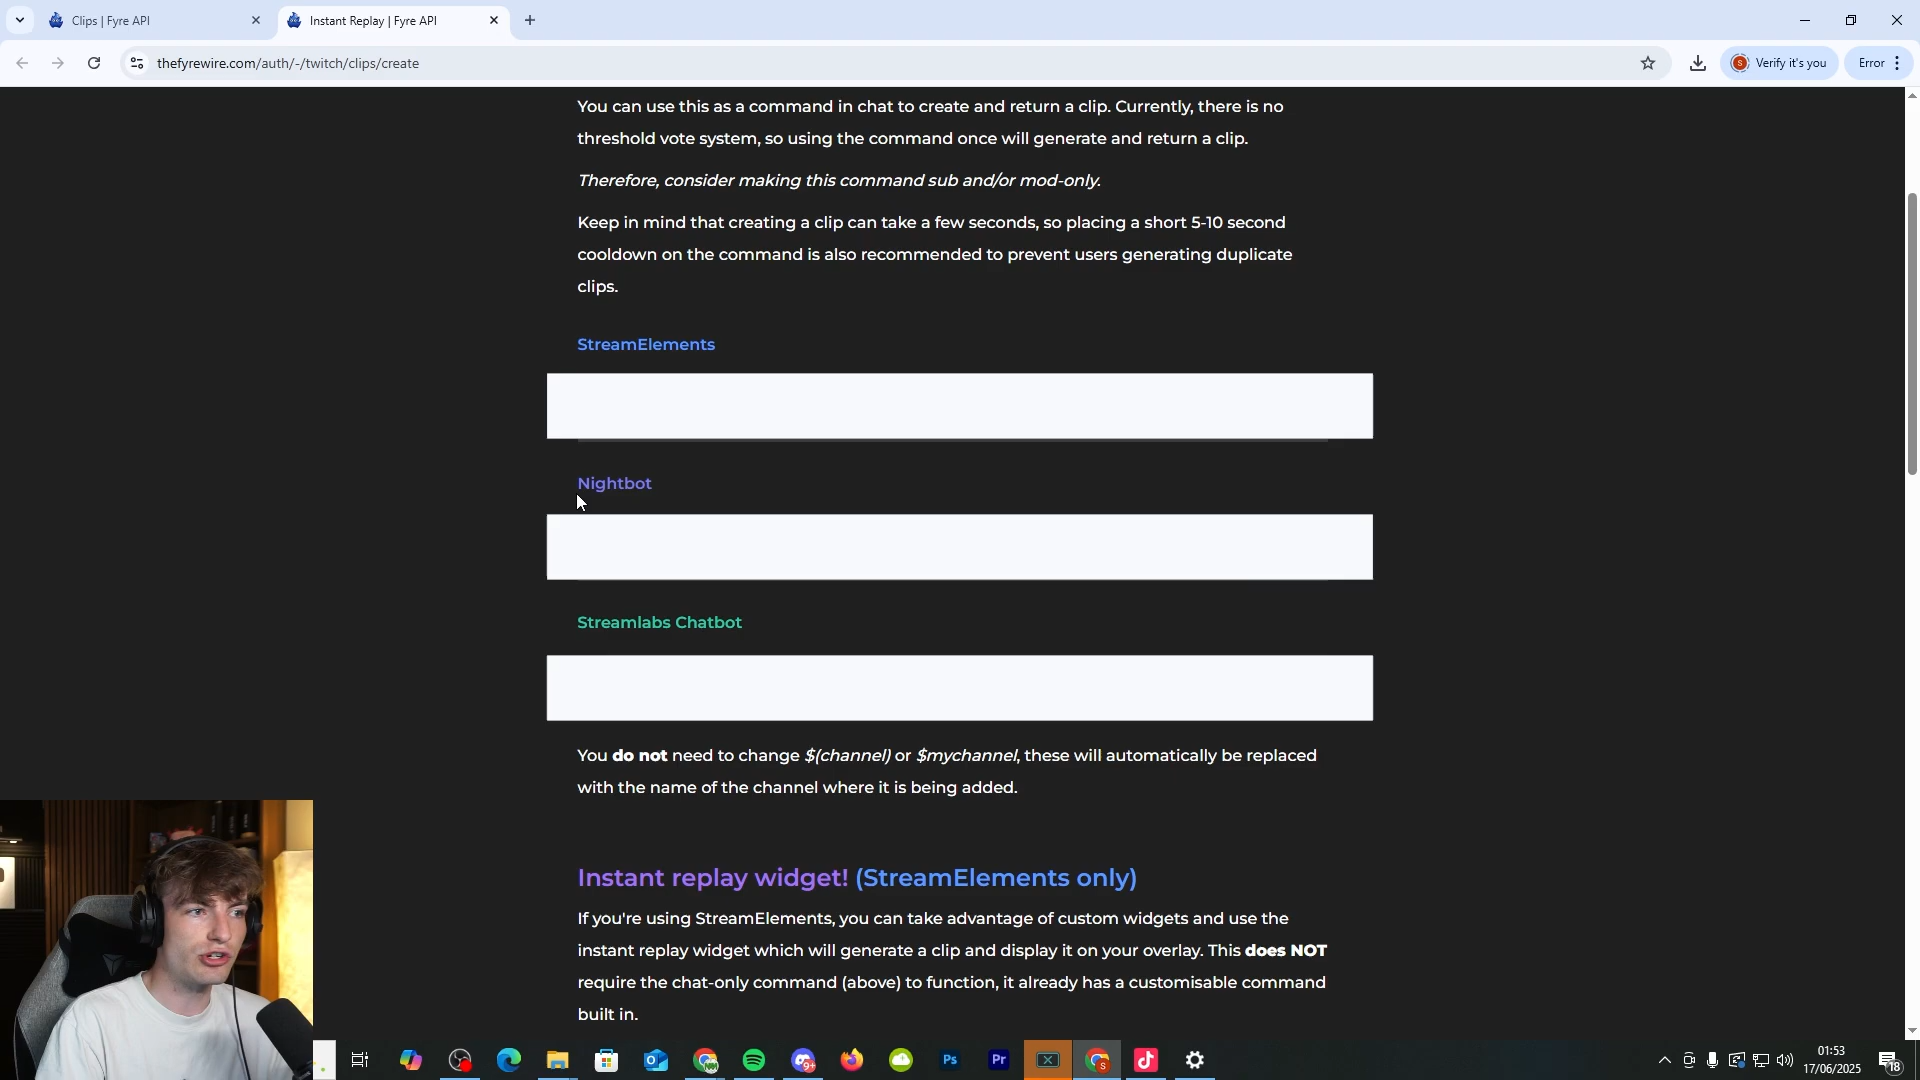 Clips | Fyre API
Instant Replay | Fyre API
thefyrewire.com/auth/-/twitch/clips/create
Verify it's you
Error
You can use this as a command in chat to create and return a clip. Currently, there is no
threshold vote system, so using the command once will generate and return a clip.
Therefore, consider making this command sub and/or mod-only.
Keep in mind that creating a clip can take a few seconds, so placing a short 5-10 second
cooldown on the command is also recommended to prevent users generating duplicate
clips.
StreamElements
Nightbot
Streamlabs Chatbot
You do not need to change $(channel) or $mychannel, these will automatically be replaced
with the name of the channel where it is being added.
Instant replay widget! (StreamElements only)
If you're using StreamElements, you can take advantage of custom widgets and use the
instant replay widget which will generate a clip and display it on your overlay. This does NOT
require the chat-only command (above) to function, it already has a customisable command
built in.
9+
Ps
Pr
S
01:53
17/06/2025
18